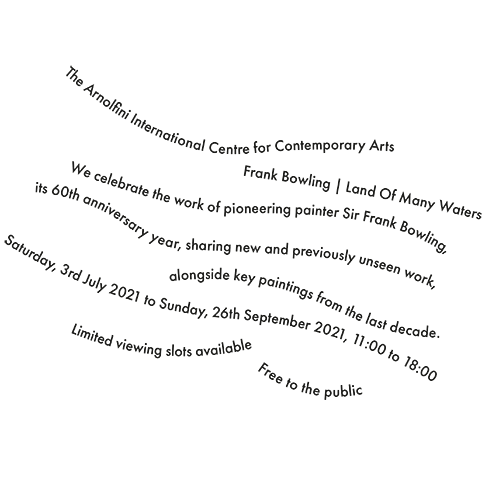 The Arnolfini International Centre for Contemporary Arts
Frank Bowling | Land Of Many Waters
We celebrate the work of pioneering painter Sir Frank Bowling,
its 60th anniversary year, sharing new and previously unseen work,
alongside key paintings from the last decade.
Saturday, 3rd July 2021 to Sunday, 26th September 2021, 11:00 to 18:00
Limited viewing slots available
Free to the public